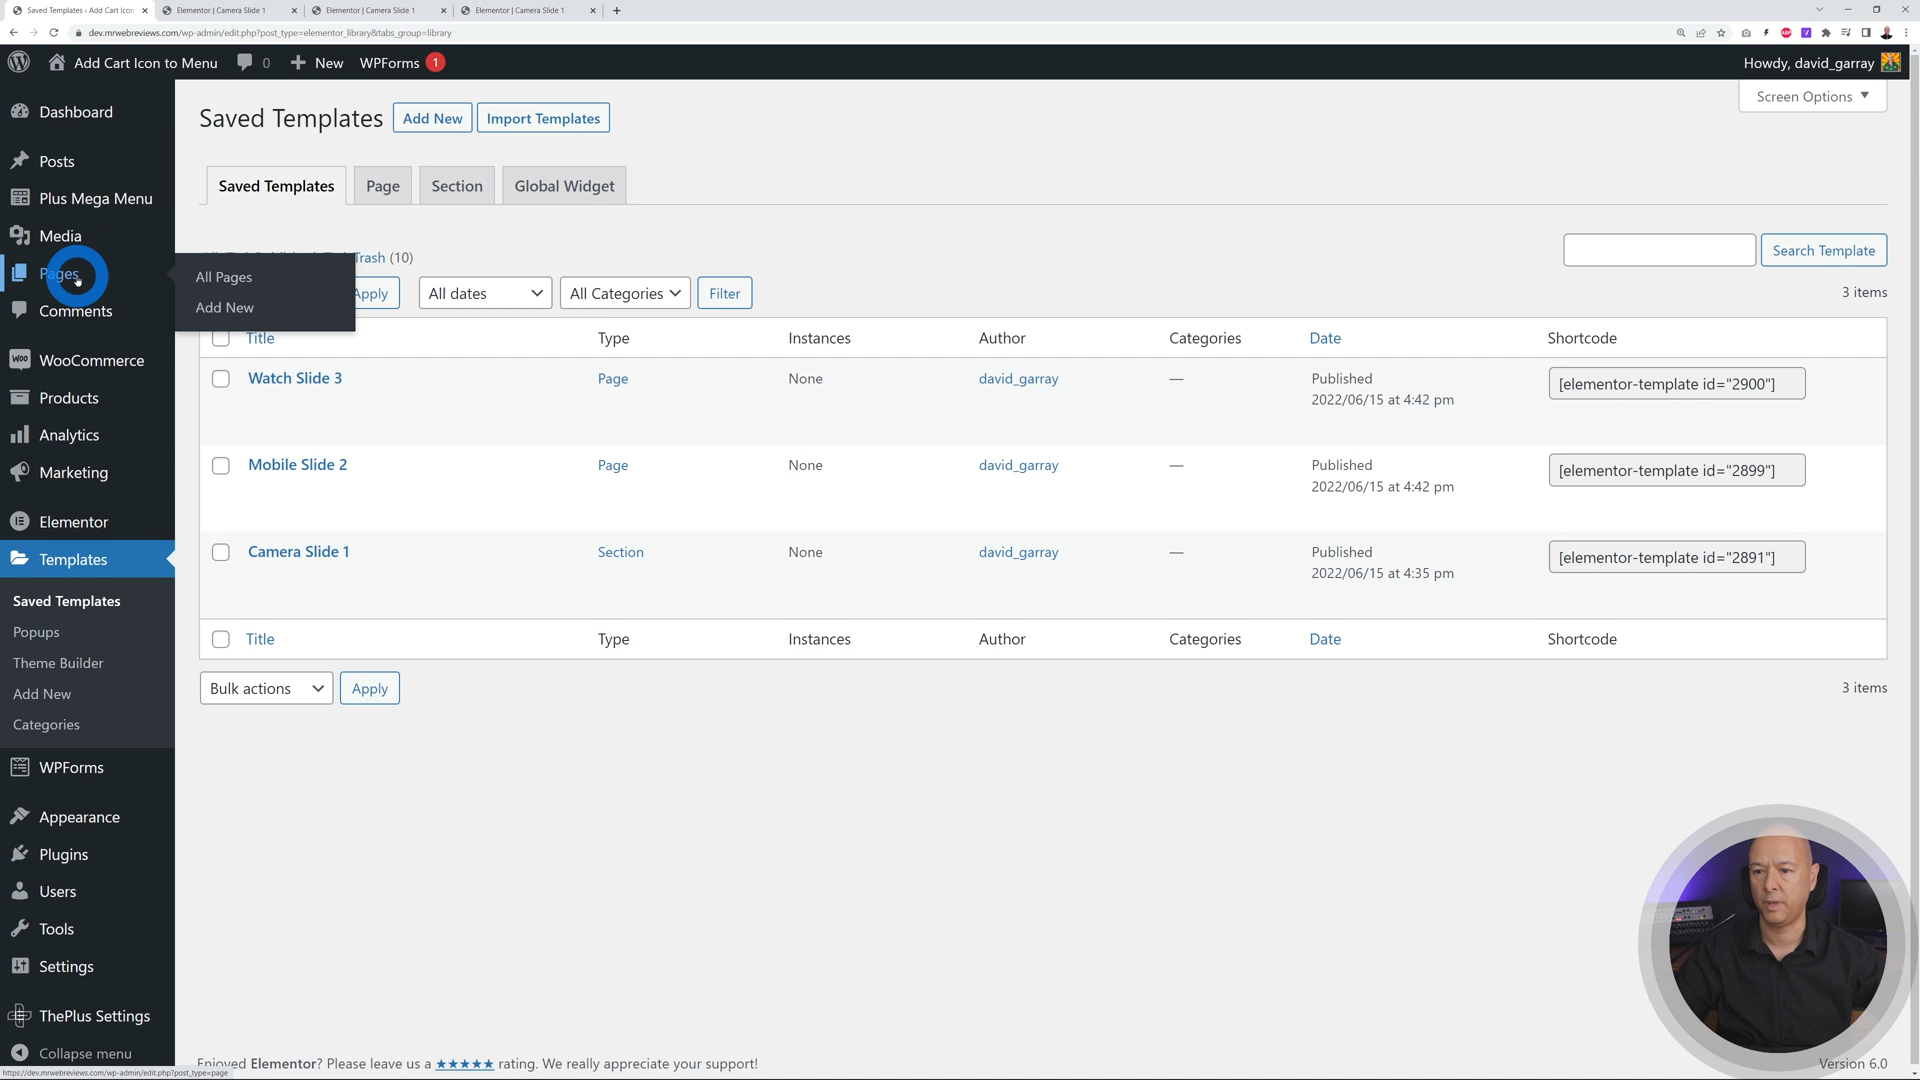 Saved Templates ‹ Add Cart Icon
Elementor | Camera Slide 1
Elementor | Camera Slide 1
Elementor | Camera Slide 1
dev.mrwebreviews.com/wp-admin/edit.php?post_type=elementor_library&tabs_group=library
Add Cart Icon to Menu
0
New
WPForms 1
Howdy, david_garray
Dashboard
Posts
Plus Mega Menu
Media
Pages
Comments
WooCommerce
Products
Analytics
Marketing
Elementor
Templates
Saved Templates
Popups
Theme Builder
Add New
Categories
WPForms
Appearance
Plugins
Users
Tools
Settings
ThePlus Settings
Collapse menu
All Pages
Add New
Screen Options
Saved Templates
Add New
Import Templates
Saved Templates
Page
Section
Global Widget
Trash (10)
Search Template
Apply
All dates
All Categories
Filter
3 items
Title Type Instances Author Categories Date Shortcode
Watch Slide 3 Page None david_garray — Published [elementor-template id="2900"]
2022/06/15 at 4:42 pm
Mobile Slide 2 Page None david_garray — Published [elementor-template id="2899"]
2022/06/15 at 4:42 pm
Camera Slide 1 Section None david_garray — Published [elementor-template id="2891"]
2022/06/15 at 4:35 pm
Title Type Instances Author Categories Date Shortcode
Bulk actions
Apply
3 items
Enjoyed Elementor? Please leave us a ★★★★★ rating. We really appreciate your support!
Version 6.0
https://dev.mrwebreviews.com/wp-admin/edit.php?post_type=page